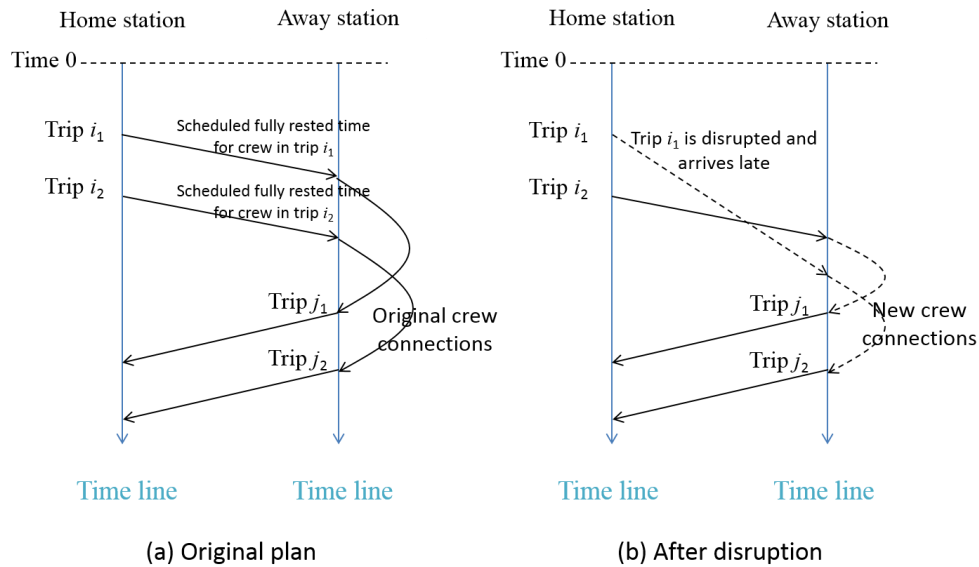 Home station
Away station
Time 0
Trip i1
Scheduled fully rested time
for crew in trip i1
Trip i2
Scheduled fully rested time
for crew in trip i2
Trip j1
Original crew
connections
Trip j2
Time line
Time line
(a) Original plan
Home station
Away station
Time 0
Trip i1
Trip i1 is disrupted and
arrives late
Trip i2
Trip j1
New crew
connections
Trip j2
Time line
Time line
(b) After disruption